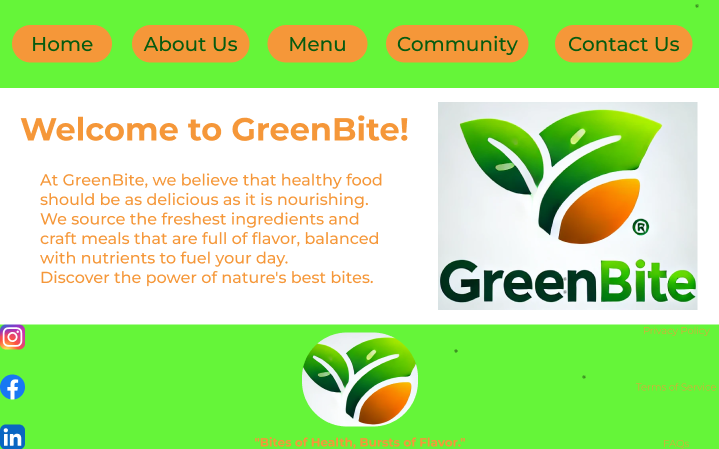 Home
About Us
Menu
Community
Contact Us
Welcome to GreenBite!
At GreenBite, we believe that healthy food
should be as delicious as it is nourishing.
We source the freshest ingredients and
craft meals that are full of flavor, balanced
with nutrients to fuel your day.
Discover the power of nature's best bites.
®
GreenBite
Privacy Policy
Terms of Service
"Bites of Health, Bursts of Flavor."
FAQs